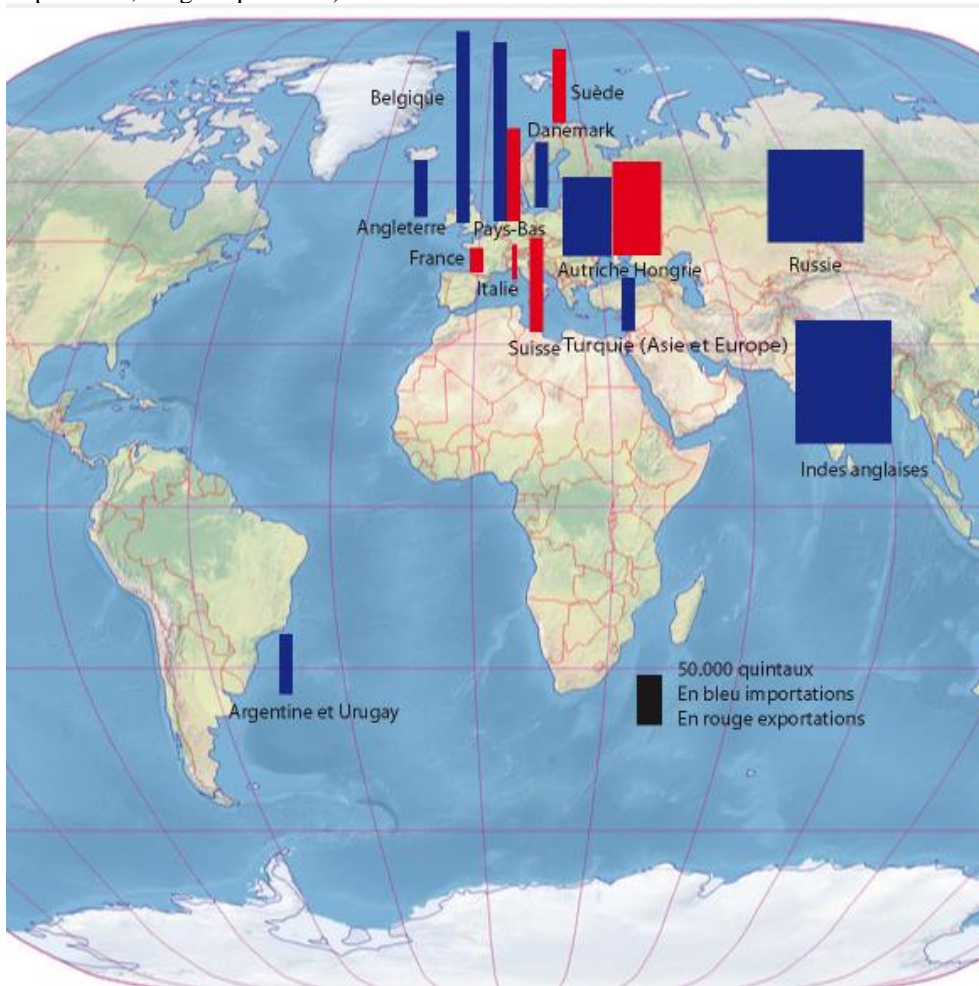 Belgique
Suède
Danemark
Angleterre
Pays-Bas
France
Italie
Autriche Hongrie
Russie
Suisse
Turquie (Asie et Europe)
Indes anglaises
50.000 quintaux
En bleu importations
En rouge exportations
Argentine et Urugay